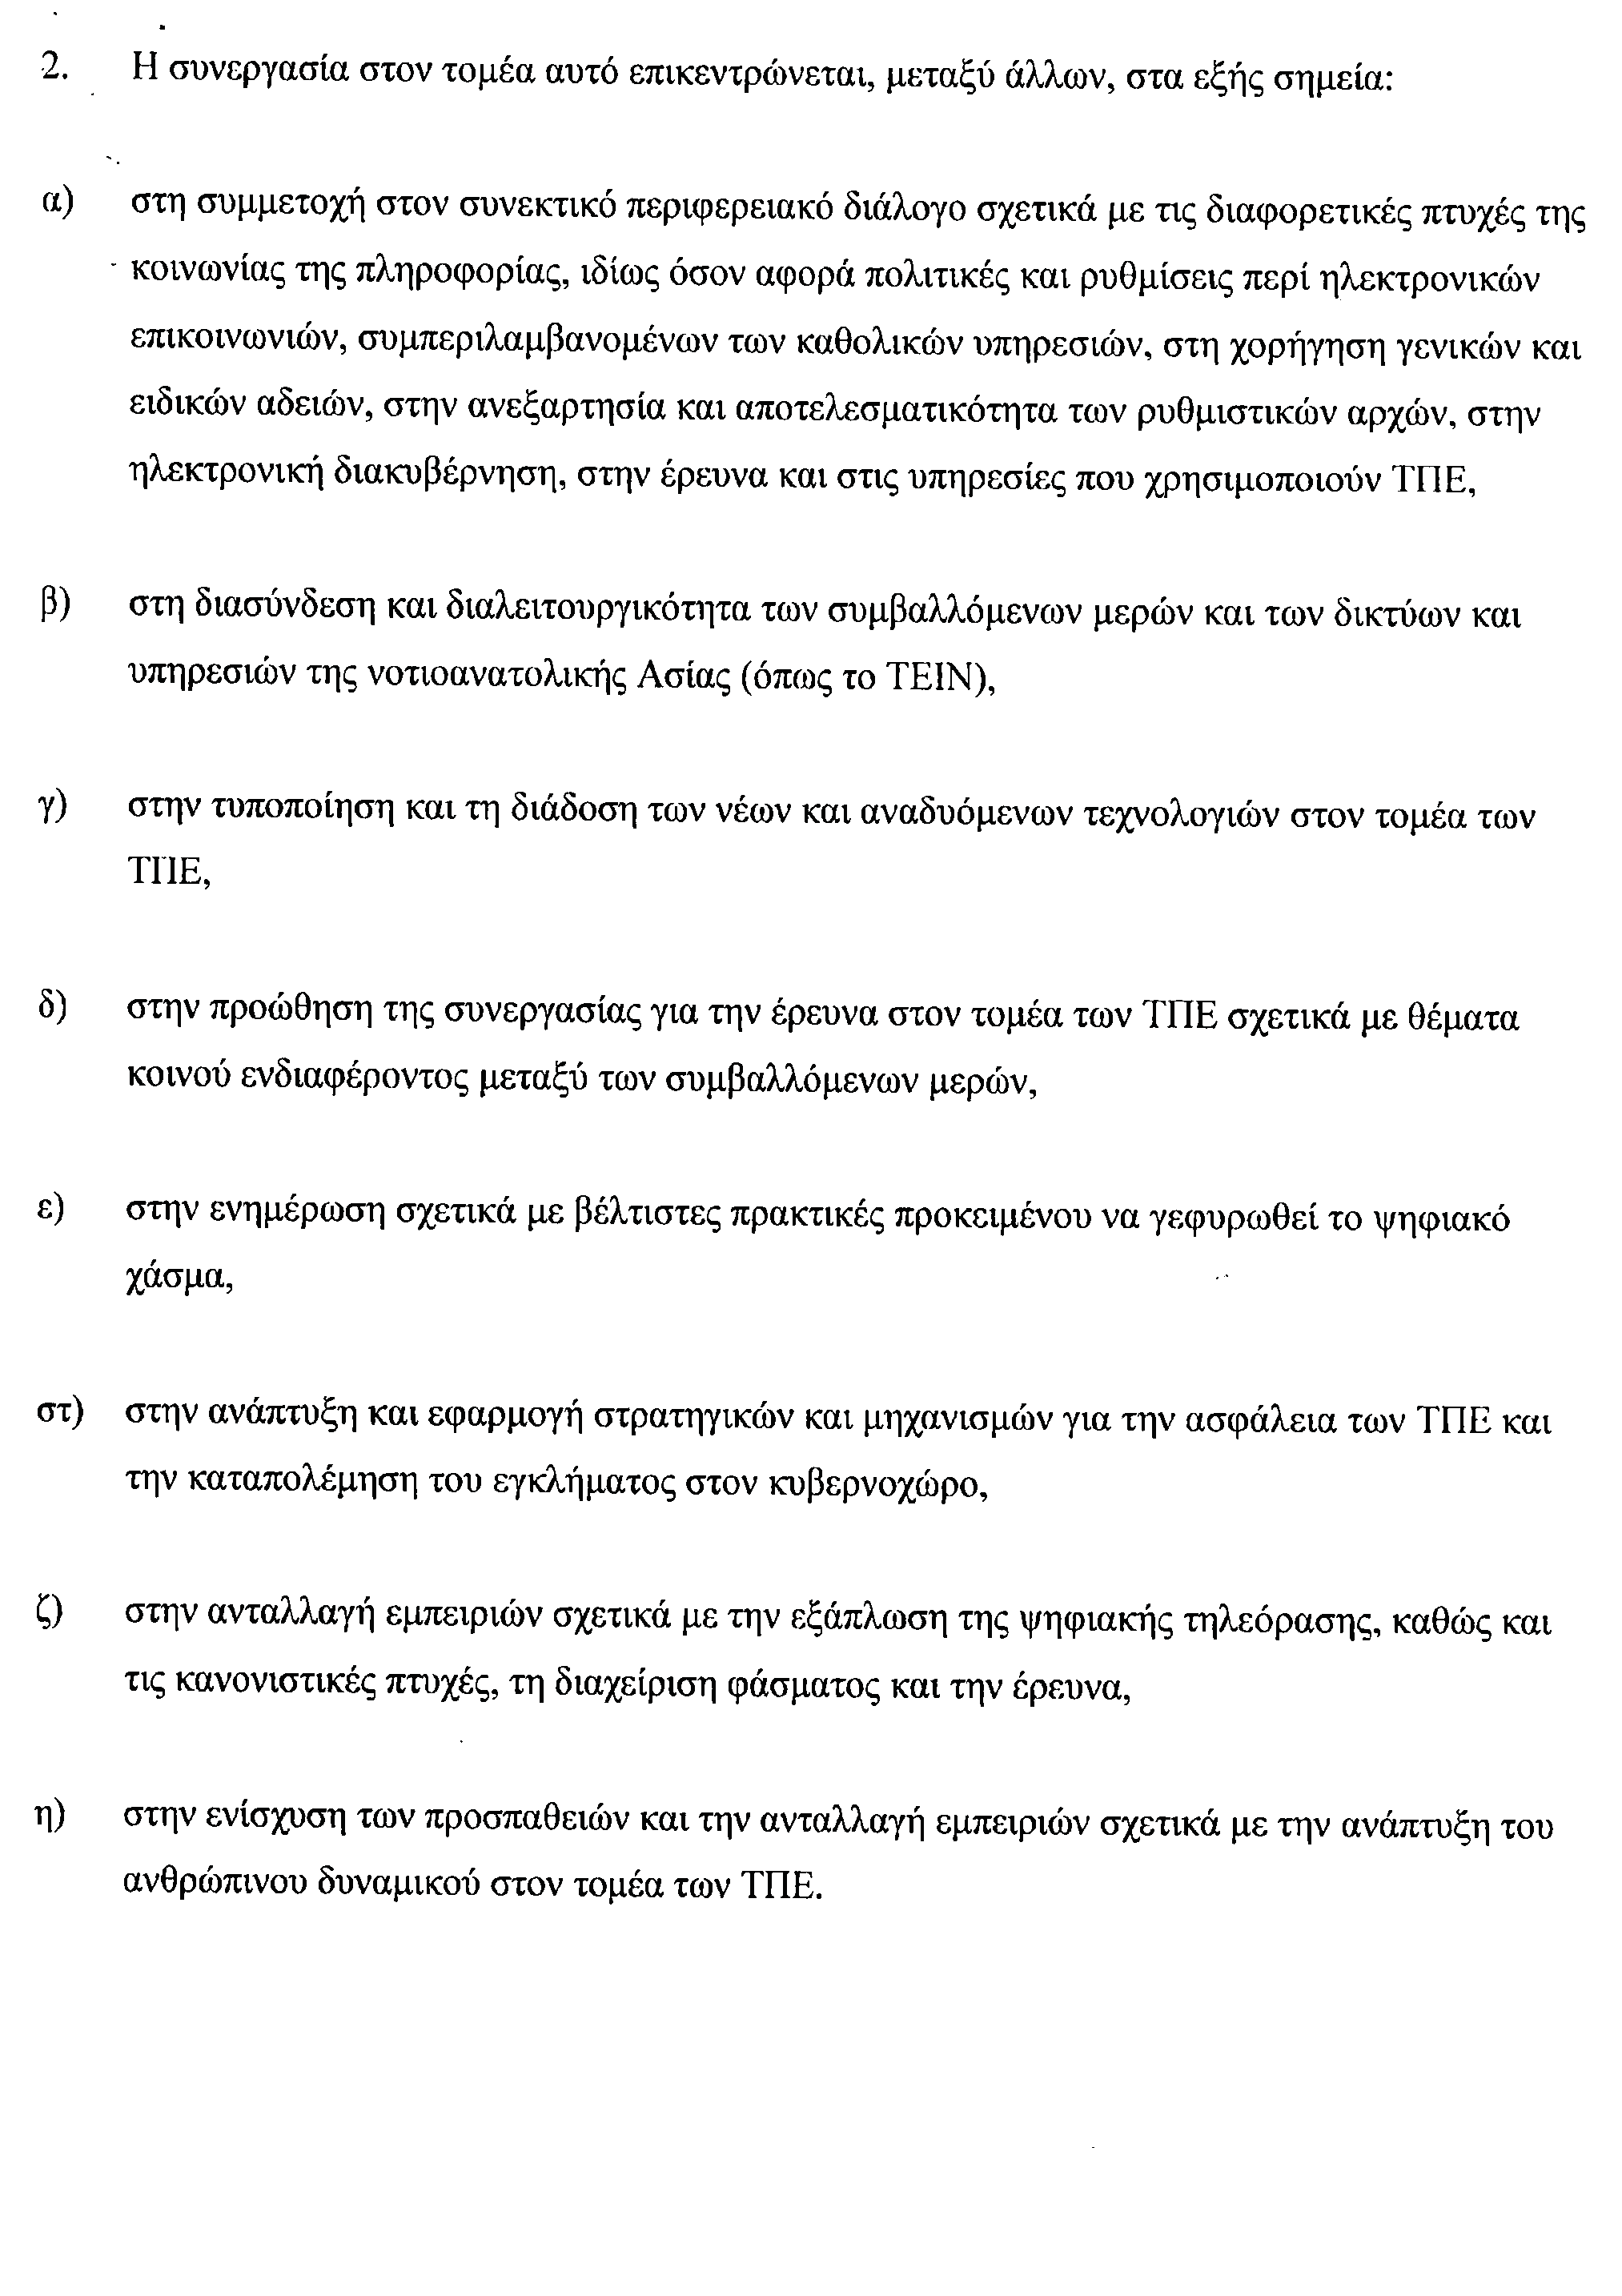 2. Η συνεργασία στον τομέα αυτό επικεντρώνεται, μεταξύ άλλων, στα εξής σημεία:
α) στη συμμετοχή στον συνεκτικό περιφερειακό διάλογο σχετικά με τις διαφορετικές πτυχές της
κοινωνίας της πληροφορίας, ιδίως όσον αφορά πολιτικές και ρυθμίσεις περί ηλεκτρονικών
επικοινωνιών, συμπεριλαμβανομένων των καθολικών υπηρεσιών, στη χορήγηση γενικών και
ειδικών αδειών, στην ανεξαρτησία και αποτελεσματικότητα των ρυθμιστικών αρχών, στην
ηλεκτρονική διακυβέρνηση, στην έρευνα και στις υπηρεσίες που χρησιμοποιούν ΤΠΕ,
β) στη διασύνδεση και διαλειτουργικότητα των συμβαλλόμενων μερών και των δικτύων και
υπηρεσιών της νοτιοανατολικής Ασίας (όπως το TEIN),
γ) στην τυποποίηση και τη διάδοση των νέων και αναδυόμενων τεχνολογιών στον τομέα των
ΤΠΕ,
δ) στην προώθηση της συνεργασίας για την έρευνα στον τομέα των ΤΠΕ σχετικά με θέματα
κοινού ενδιαφέροντος μεταξύ των συμβαλλόμενων μερών,
ε) στην ενημέρωση σχετικά με βέλτιστες πρακτικές προκειμένου να γεφυρωθεί το ψηφιακό
χάσμα,
στ) στην ανάπτυξη και εφαρμογή στρατηγικών και μηχανισμών για την ασφάλεια των ΤΠΕ και
την καταπολέμηση του εγκλήματος στον κυβερνοχώρο,
ζ) στην ανταλλαγή εμπειριών σχετικά με την εξάπλωση της ψηφιακής τηλεόρασης, καθώς και
τις κανονιστικές πτυχές, τη διαχείριση φάσματος και την έρευνα,
η) στην ενίσχυση των προσπαθειών και την ανταλλαγή εμπειριών σχετικά με την ανάπτυξη του
ανθρώπινου δυναμικού στον τομέα των ΤΠΕ.